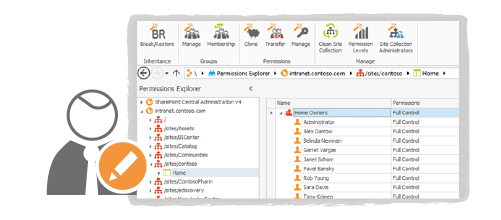 BR
Break/Restore Manage Membership Clone Transfer Manage Clean Site Collection Permission Levels Site Collection Administrators
Inheritance Groups Permissions Manage
\ Permissions Explorer intranet.contoso.com /sites/contoso Home
Permissions Explorer <
SharePoint Central Administration v4
intranet.contoso.com
/
/sites/Assets
/sites/BICenter
/sites/Catalog
/sites/Communities
/sites/contoso
Home
/sites/ContosoPharm
/sites/ediscovery
Name Permissions
Home Owners Full Control
Administrator Full Control
Alex Darrow Full Control
Belinda Newman Full Control
Garret Vargas Full Control
Janet Schorr Full Control
Pavel Bansky Full Control
Rob Young Full Control
Sara Davis Full Control
Full Control